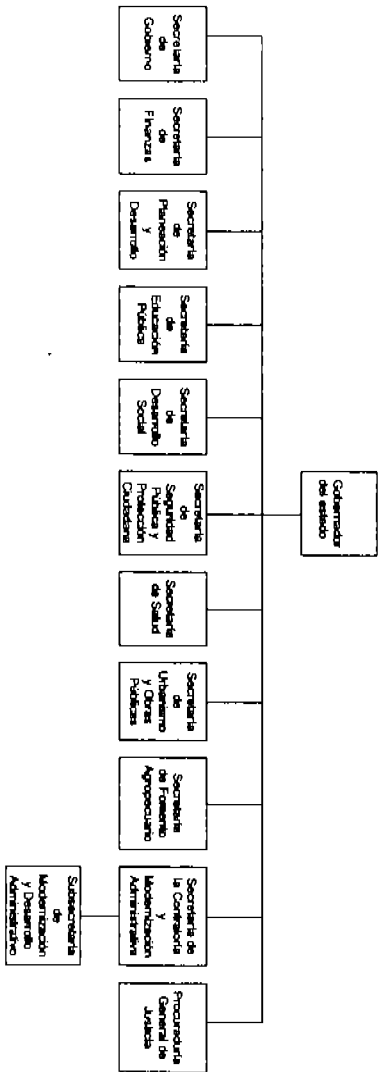 Gobernador
del estado
Secretaría
de
Gobierno
Secretaría
de
Finanzas
Secretaría
de
Planeación
y
Desarrollo
Secretaría
de
Educación
Pública
Secretaría
de
Desarrollo
Social
Secretaría
de
Seguridad
Pública y
Protección
Ciudadana
Secretaría
de Salud
Secretaría
de
Urbanismo
y Obras
Públicas
Secretaría
de Fomento
Agropecuario
Secretaría de
la Contraloría
y
Modernización
Administrativa
Procuraduría
General de
Justicia
Subsecretaría
de
Modernización
y Desarrollo
Administrativo